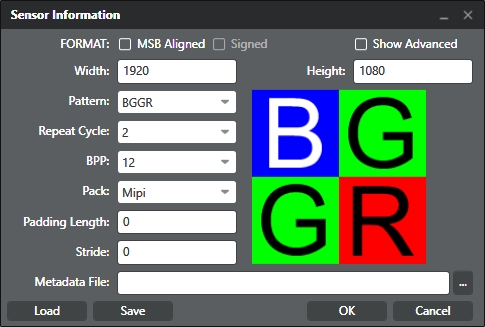 Sensor Information
FORMAT: MSB Aligned Signed Show Advanced
Width: 1920 Height: 1080
Pattern: BGGR
Repeat Cycle: 2
BPP: 12
Pack: Mipi
Padding Length: 0
Stride: 0
B G
G R
Metadata File: ...
Load Save OK Cancel